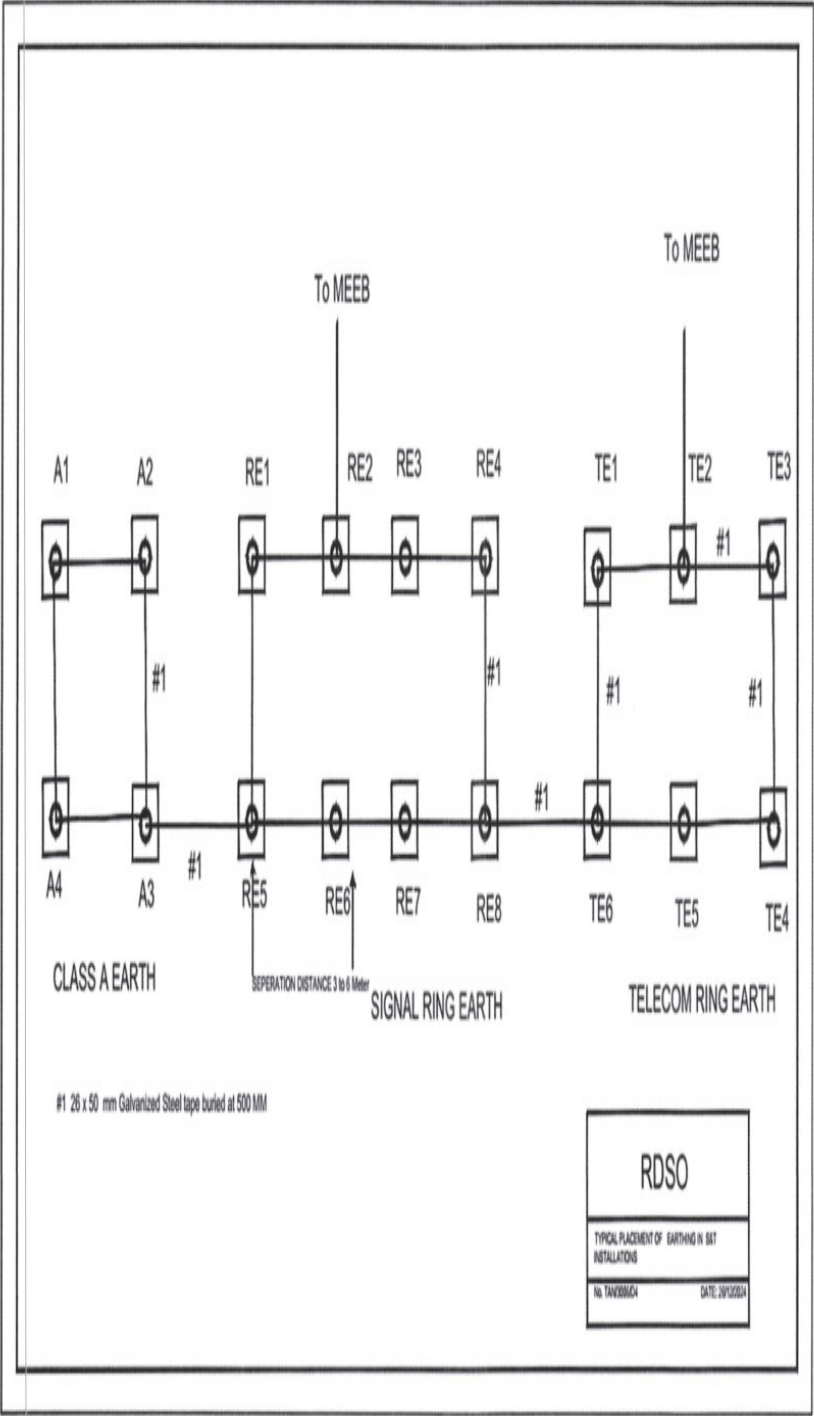 To MEEB
To MEEB
A1 A2 RE1 RE2 RE3 RE4 TE1 TE2 TE3
#1
#1 #1 #1 #1
#1
#1
A4 A3 RE5 RE6 RE7 RE8 TE6 TE5 TE4
CLASS A EARTH
SEPERATION DISTANCE 3 to 6 Meter
SIGNAL RING EARTH
TELECOM RING EARTH
#1 26 x 50 mm Galvanized Steel tape buried at 500 MM
RDSO
TYPICAL PLACEMENT OF EARTHING IN S&T
INSTALLATIONS
No. DATE: